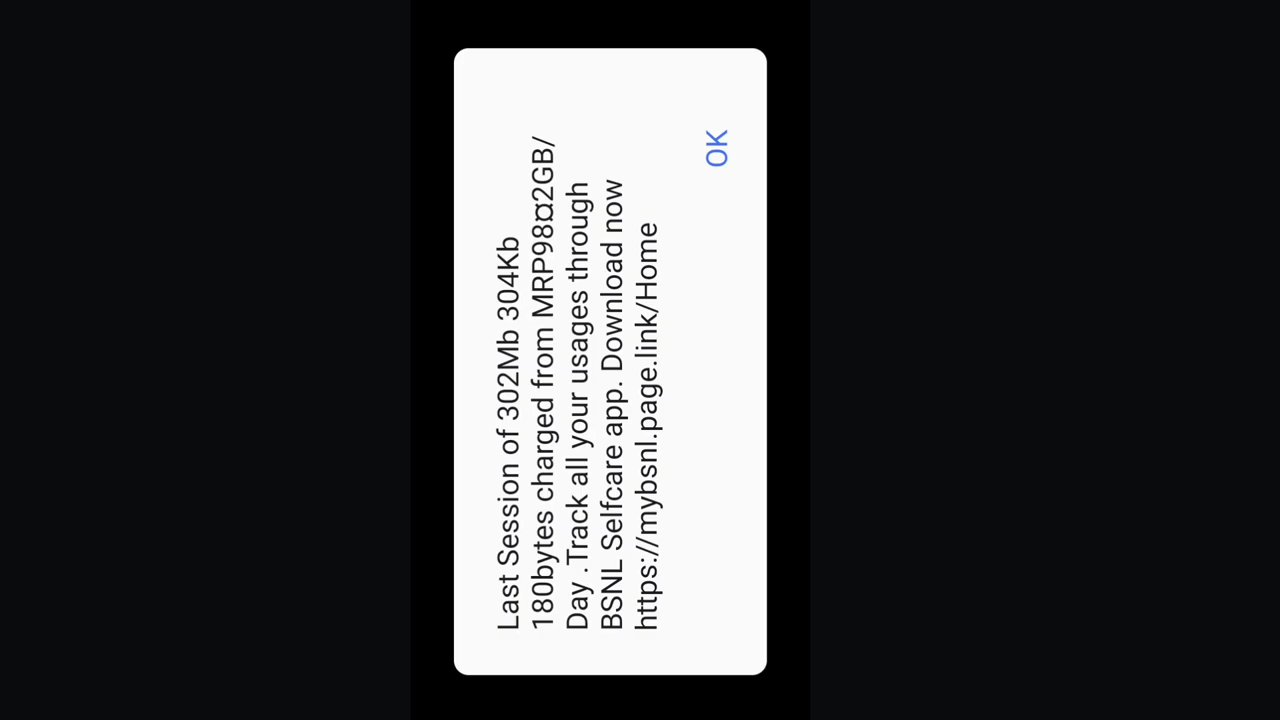 Last Session of 302Mb 304Kb
180bytes charged from MRP98¤2GB/
Day .Track all your usages through
BSNL Selfcare app. Download now
https://mybsnl.page.link/Home
OK